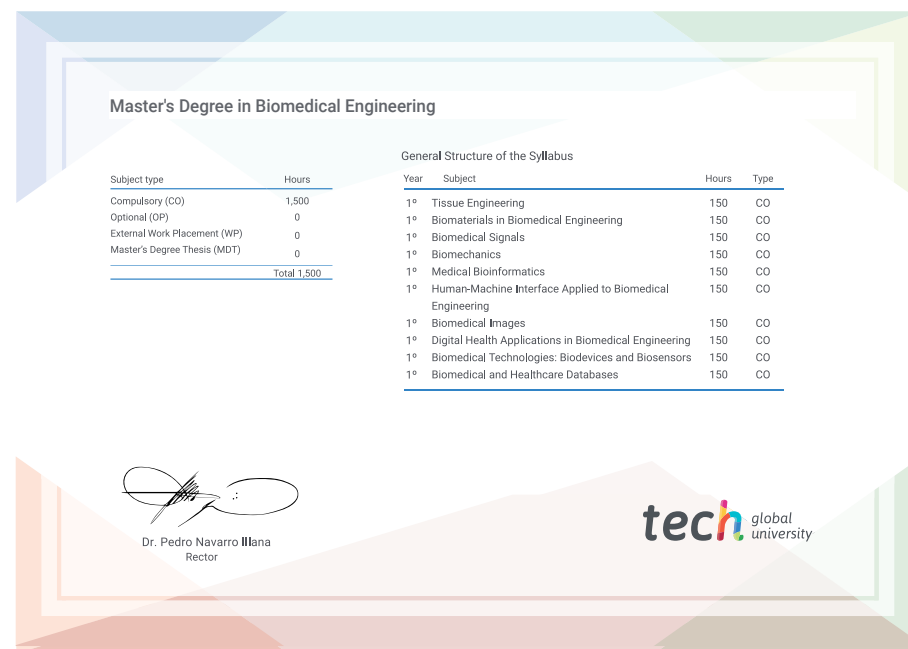 Master's Degree in Biomedical Engineering
General Structure of the Syllabus
Subject type Hours
Compulsory (CO) 1,500
Optional (OP) 0
External Work Placement (WP) 0
Master's Degree Thesis (MDT) 0
Total 1,500
Year Subject Hours Type
1º Tissue Engineering 150 CO
1º Biomaterials in Biomedical Engineering 150 CO
1º Biomedical Signals 150 CO
1º Biomechanics 150 CO
1º Medical Bioinformatics 150 CO
1º Human-Machine Interface Applied to Biomedical 150 CO
Engineering
1º Biomedical Images 150 CO
1º Digital Health Applications in Biomedical Engineering 150 CO
1º Biomedical Technologies: Biodevices and Biosensors 150 CO
1º Biomedical and Healthcare Databases 150 CO
Dr. Pedro Navarro Illana
Rector
tech global
university